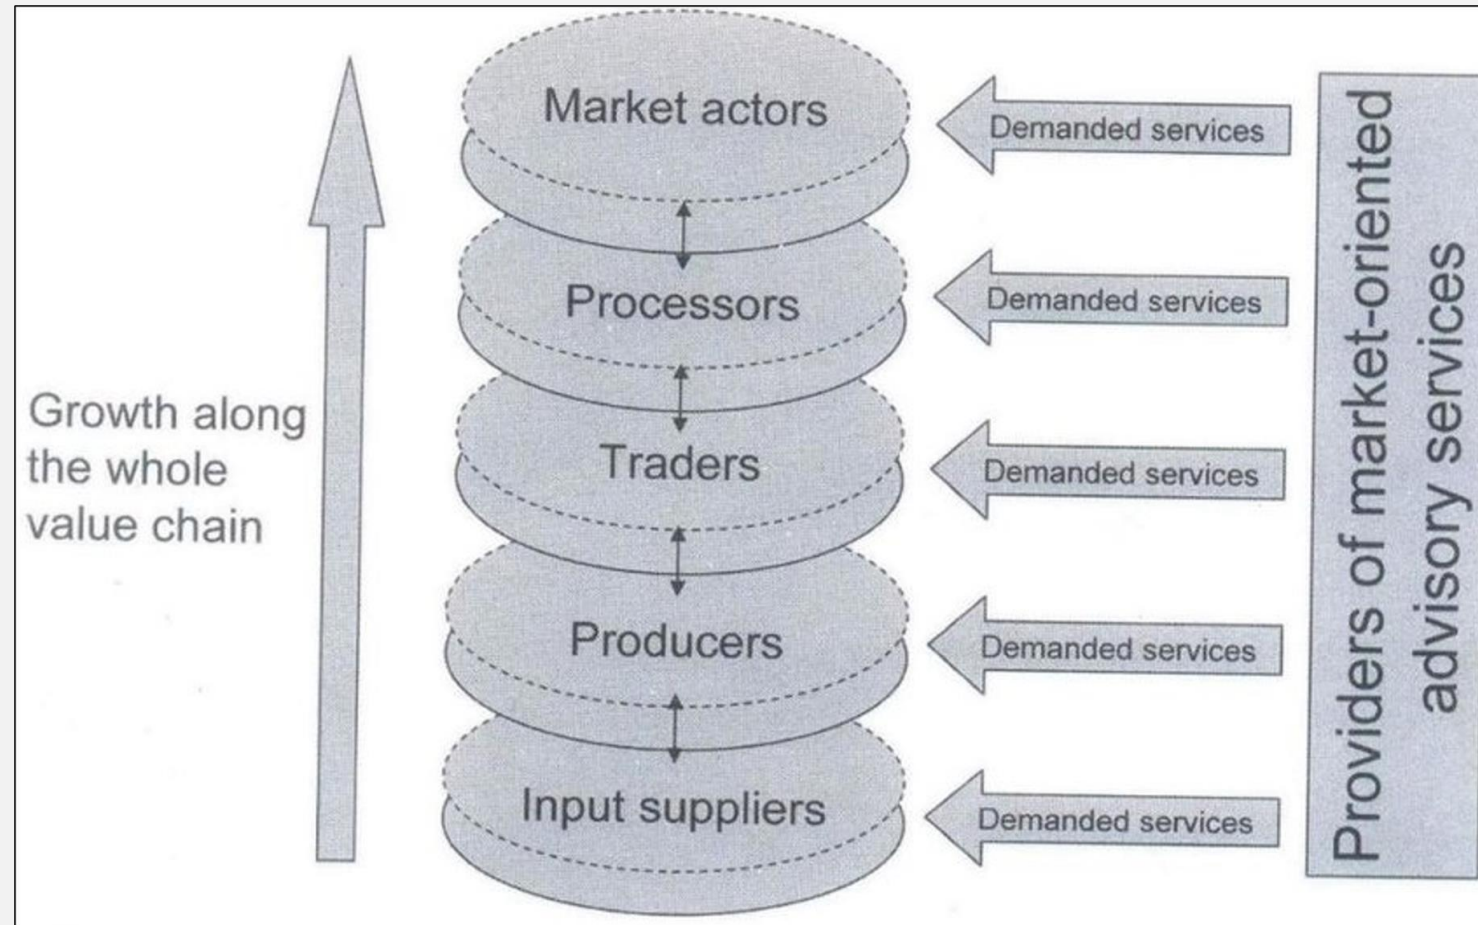 Market actors
Demanded services
Processors
Demanded services
Growth along
the whole
value chain
Traders
Demanded services
Producers
Demanded services
Input suppliers
Demanded services
Providers of market-oriented
advisory services